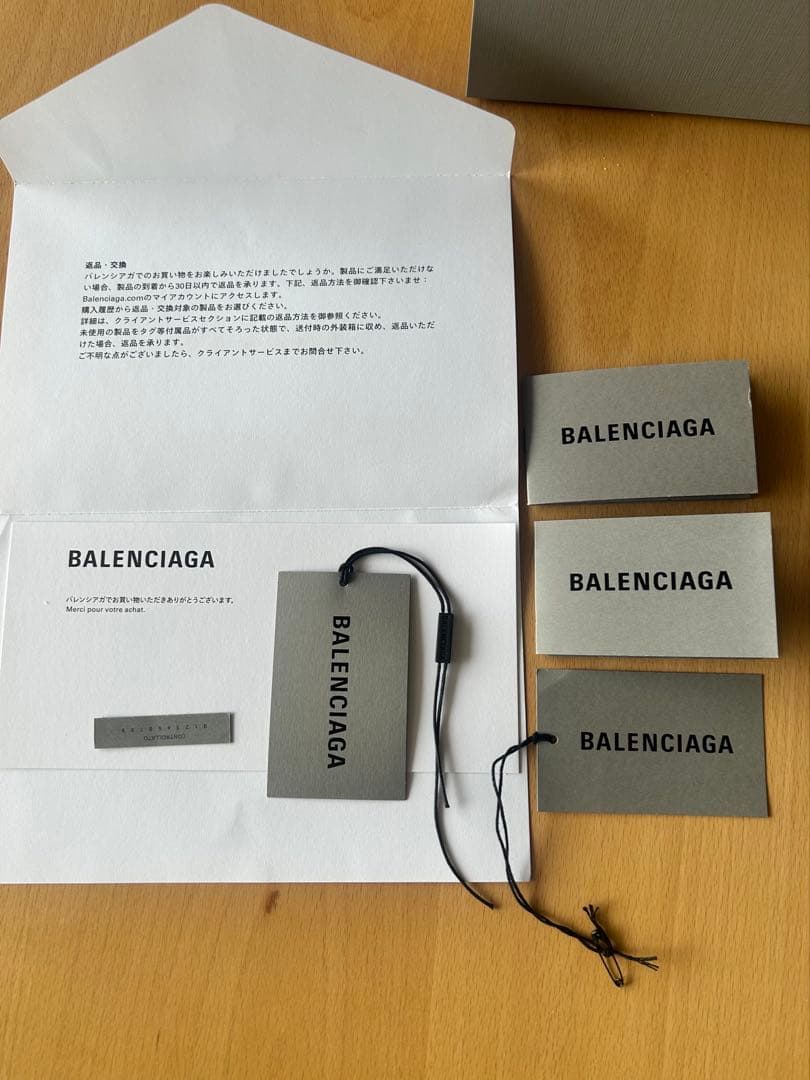 返品・交換
バレンシアガでのお買い物をお楽しみいただけましたでしょうか。製品にご満足いただけな
い場合、製品の到着から30日以内で返品を承ります。下記、返品方法を御確認下さいませ：
Balenciaga.comのマイアカウントにアクセスします。
購入履歴から返品・交換対象の製品をお選びください。
詳細は、クライアントサービスセクションに記載の返品方法を御参照ください。
未使用の製品をタグ等付属品がすべてそろった状態で、送付時の外装箱に収め、返品いただ
けた場合、返品を承ります。
ご不明な点がございましたら、クライアントサービスまでお問合せ下さい。
BALENCIAGA
BALENCIAGA
バレンシアガでお買い物いただきありがとうございます。
Merci pour votre achat.
BALENCIAGA
BALENCIAGA
BALENCIAGA
CONTROLLATO